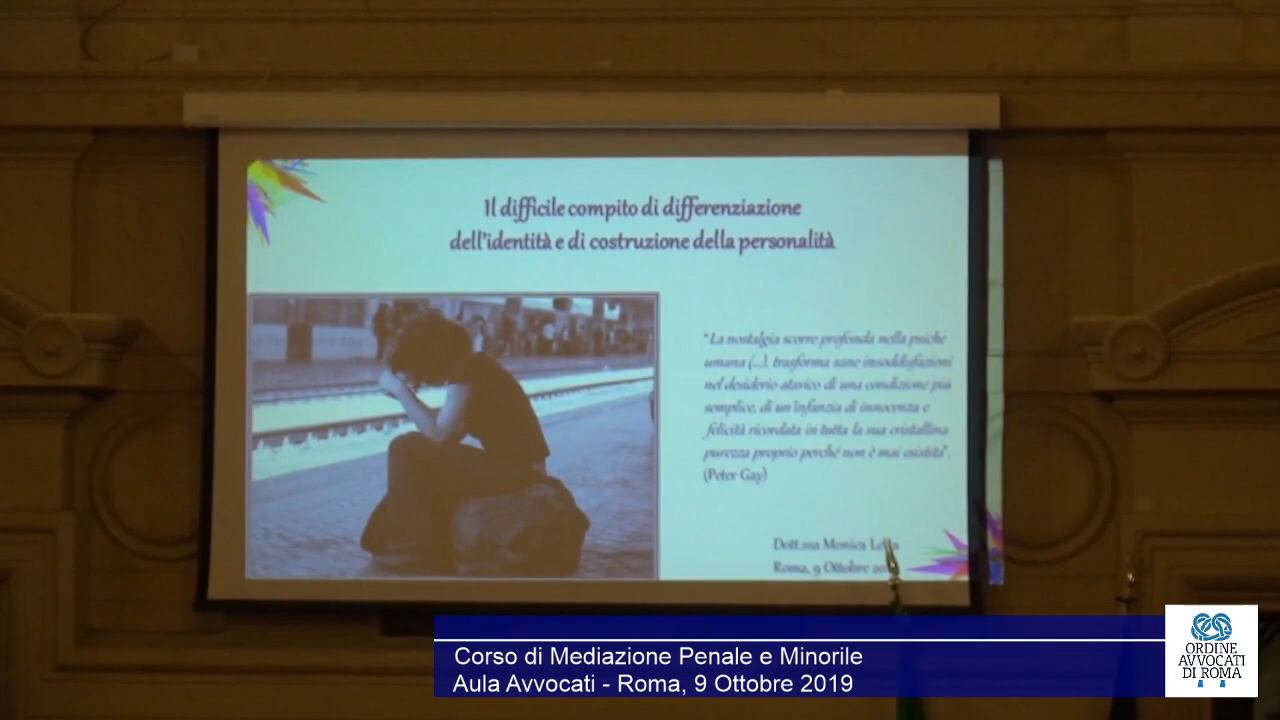 Il difficile compito di differenziazione
dell'identità e di costruzione della personalità
"La nostalgia scorre profonda nella psiche
umana (...), trasforma sane insoddisfazioni
nel desiderio atavico di una condizione più
semplice, di un'infanzia di innocenza e
felicità ricordata in tutta la sua cristallina
purezza proprio perché non è mai esistita".
(Peter Gay)
Dott.ssa Monica
Roma, 9 Ottobre
Corso di Mediazione Penale e Minorile
Aula Avvocati - Roma, 9 Ottobre 2019
ORDINE
AVVOCATI
DI ROMA